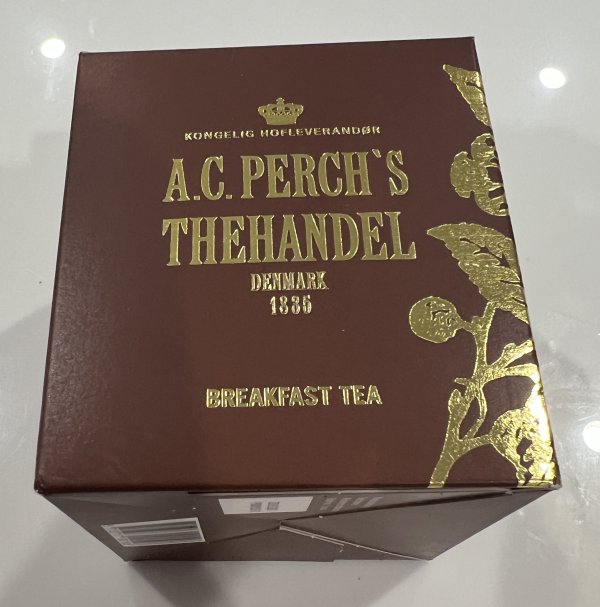 KONGELIG HOFLEVERANDØR
A.C. PERCH`S
THEHANDEL
DENMARK
1835
BREAKFAST TEA